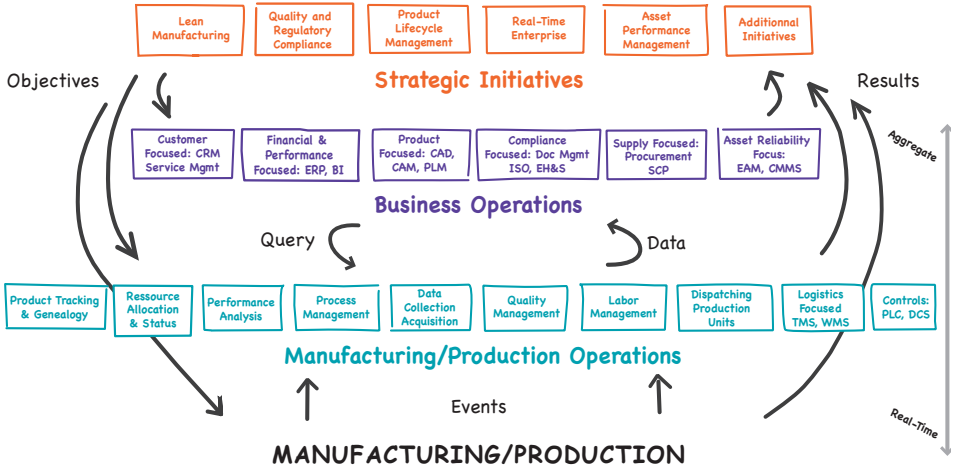 Lean
Manufacturing
Quality and
Regulatory
Compliance
Product
Lifecycle
Management
Real-Time
Enterprise
Asset
Performance
Management
Additionnal
Initiatives
Objectives
Strategic Initiatives
Results
Customer
Focused: CRM
Service Mgmt
Financial &
Performance
Focused: ERP, BI
Product
Focused: CAD,
CAM, PLM
Compliance
Focused: Doc Mgmt
ISO, EH&S
Supply Focused:
Procurement
SCP
Asset Reliability
Focus:
EAM, CMMS
Aggregate
Business Operations
Query
Data
Product Tracking
& Genealogy
Ressource
Allocation
& Status
Performance
Analysis
Process
Management
Data
Collection
Acquisition
Quality
Management
Labor
Management
Dispatching
Production
Units
Logistics
Focused
TMS, WMS
Controls:
PLC, DCS
Manufacturing/Production Operations
Events
Real-Time
MANUFACTURING/PRODUCTION